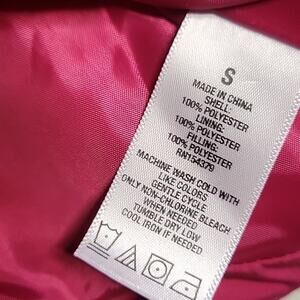 S
MADE IN CHINA
SHELL:
100% POLYESTER
LINING:
100% POLYESTER
FILLING:
100% POLYESTER
RN154379
MACHINE WASH COLD WITH
LIKE COLORS
GENTLE CYCLE
ONLY NON-CHLORINE BLEACH
WHEN NEEDED
TUMBLE DRY LOW
COOL IRON IF NEEDED